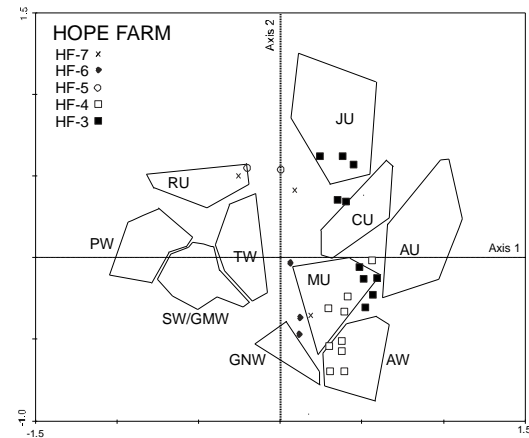 1.5
HOPE FARM
HF-7
HF-6
HF-5
HF-4
HF-3
Axis 2
JU
RU
CU
PW
TW
AU
Axis 1
MU
SW/GMW
GNW
AW
-1.0
-1.5
1.5